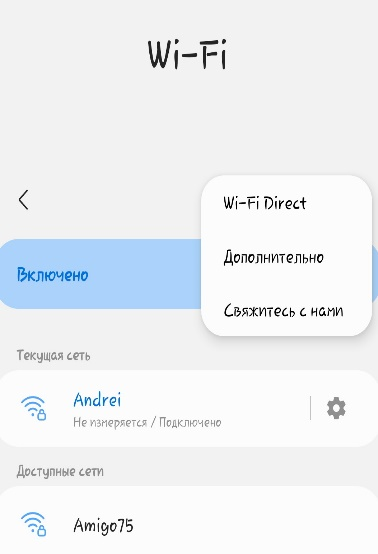 Wi-Fi
Wi-Fi Direct
Дополнительно
Свяжитесь с нами
Включено
Текущая сеть
Andrei
Не измеряется / Подключено
Доступные сети
Amigo75